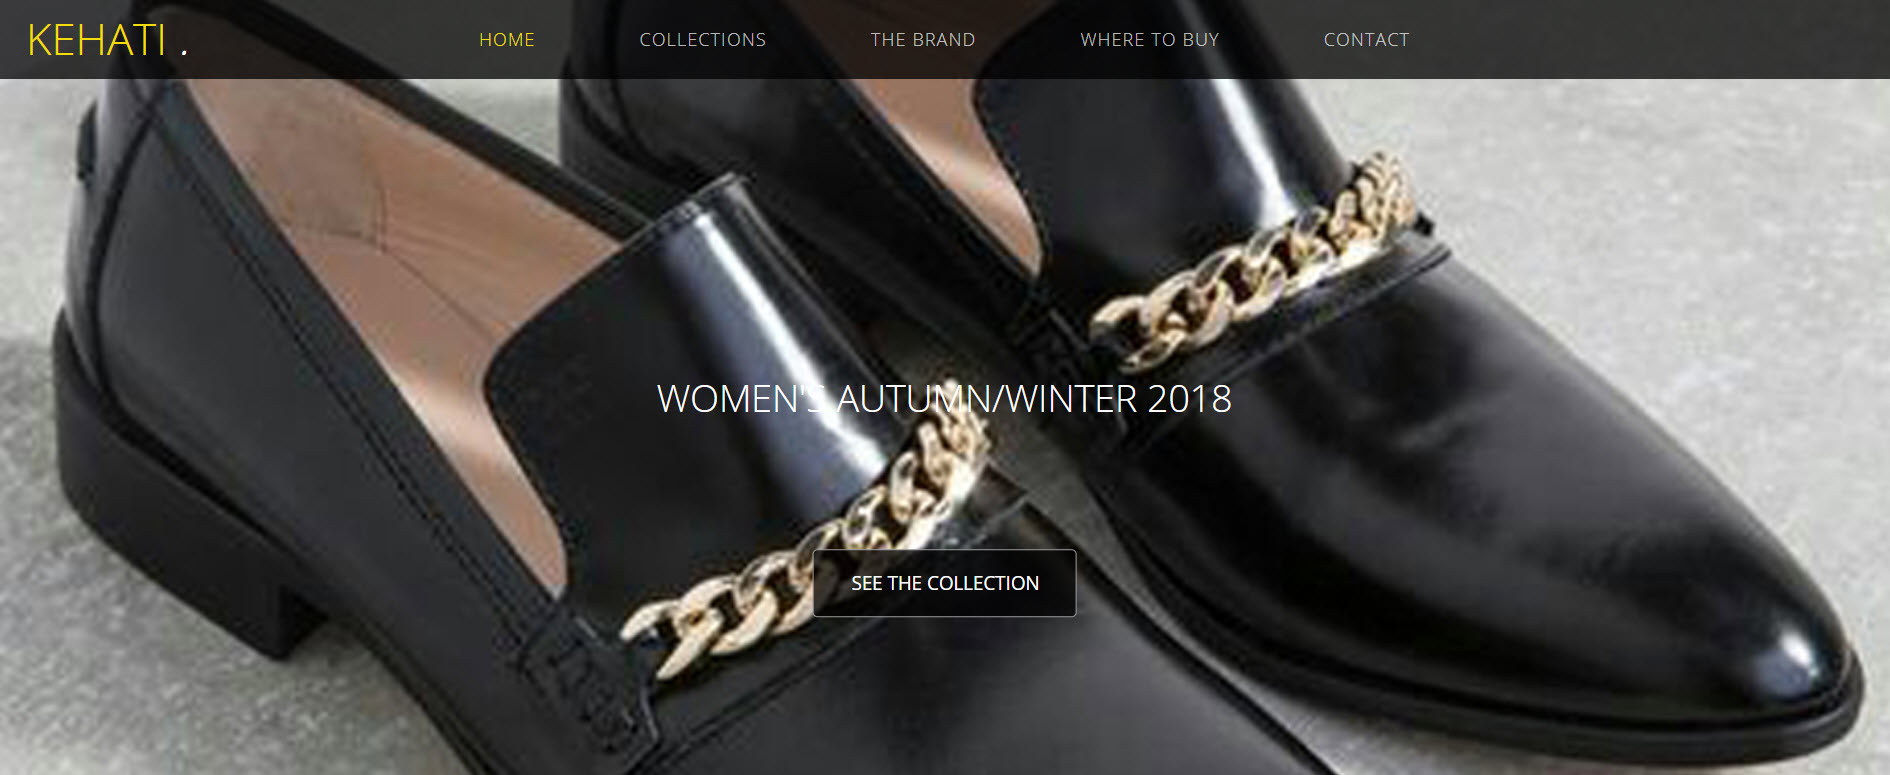 KEHATI .
HOME COLLECTIONS THE BRAND WHERE TO BUY CONTACT
WOMEN'S AUTUMN/WINTER 2018
SEE THE COLLECTION